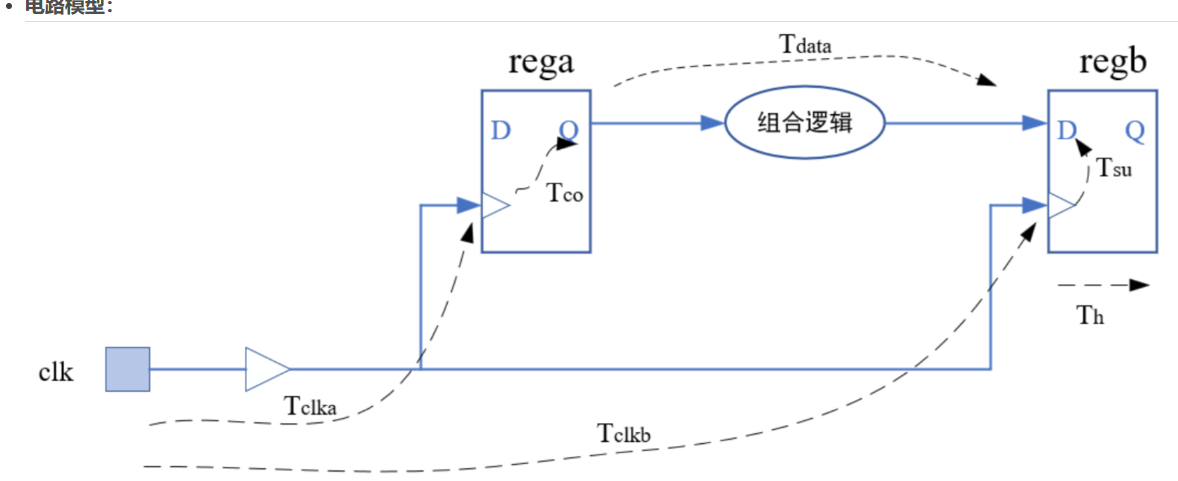 电路模型：
Tdata
rega
regb
D
Q
组合逻辑
D
Q
Tco
Tsu
Th
clk
Tclka
Tclkb